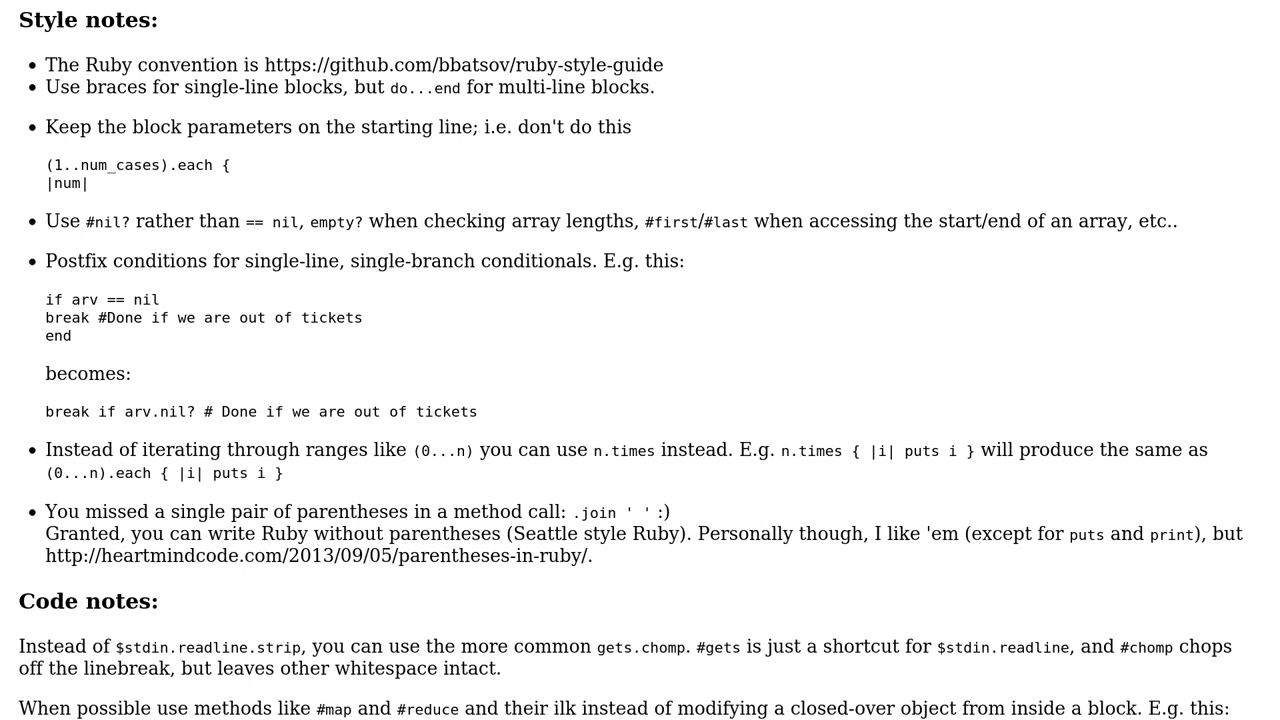 Style notes:
The Ruby convention is https://github.com/bbatsov/ruby-style-guide
Use braces for single-line blocks, but do...end for multi-line blocks.
Keep the block parameters on the starting line; i.e. don't do this
(1..num_cases).each {
|num|
Use #nil? rather than == nil, empty? when checking array lengths, #first/#last when accessing the start/end of an array, etc..
Postfix conditions for single-line, single-branch conditionals. E.g. this:
if arv == nil
break #Done if we are out of tickets
end
becomes:
break if arv.nil? # Done if we are out of tickets
Instead of iterating through ranges like (0...n) you can use n.times instead. E.g. n.times { |i| puts i } will produce the same as
(0...n).each { |i| puts i }
You missed a single pair of parentheses in a method call: .join ' ' :)
Granted, you can write Ruby without parentheses (Seattle style Ruby). Personally though, I like 'em (except for puts and print), but
http://heartmindcode.com/2013/09/05/parentheses-in-ruby/.
Code notes:
Instead of $stdin.readline.strip, you can use the more common gets.chomp. #gets is just a shortcut for $stdin.readline, and #chomp chops
off the linebreak, but leaves other whitespace intact.
When possible use methods like #map and #reduce and their ilk instead of modifying a closed-over object from inside a block. E.g. this: